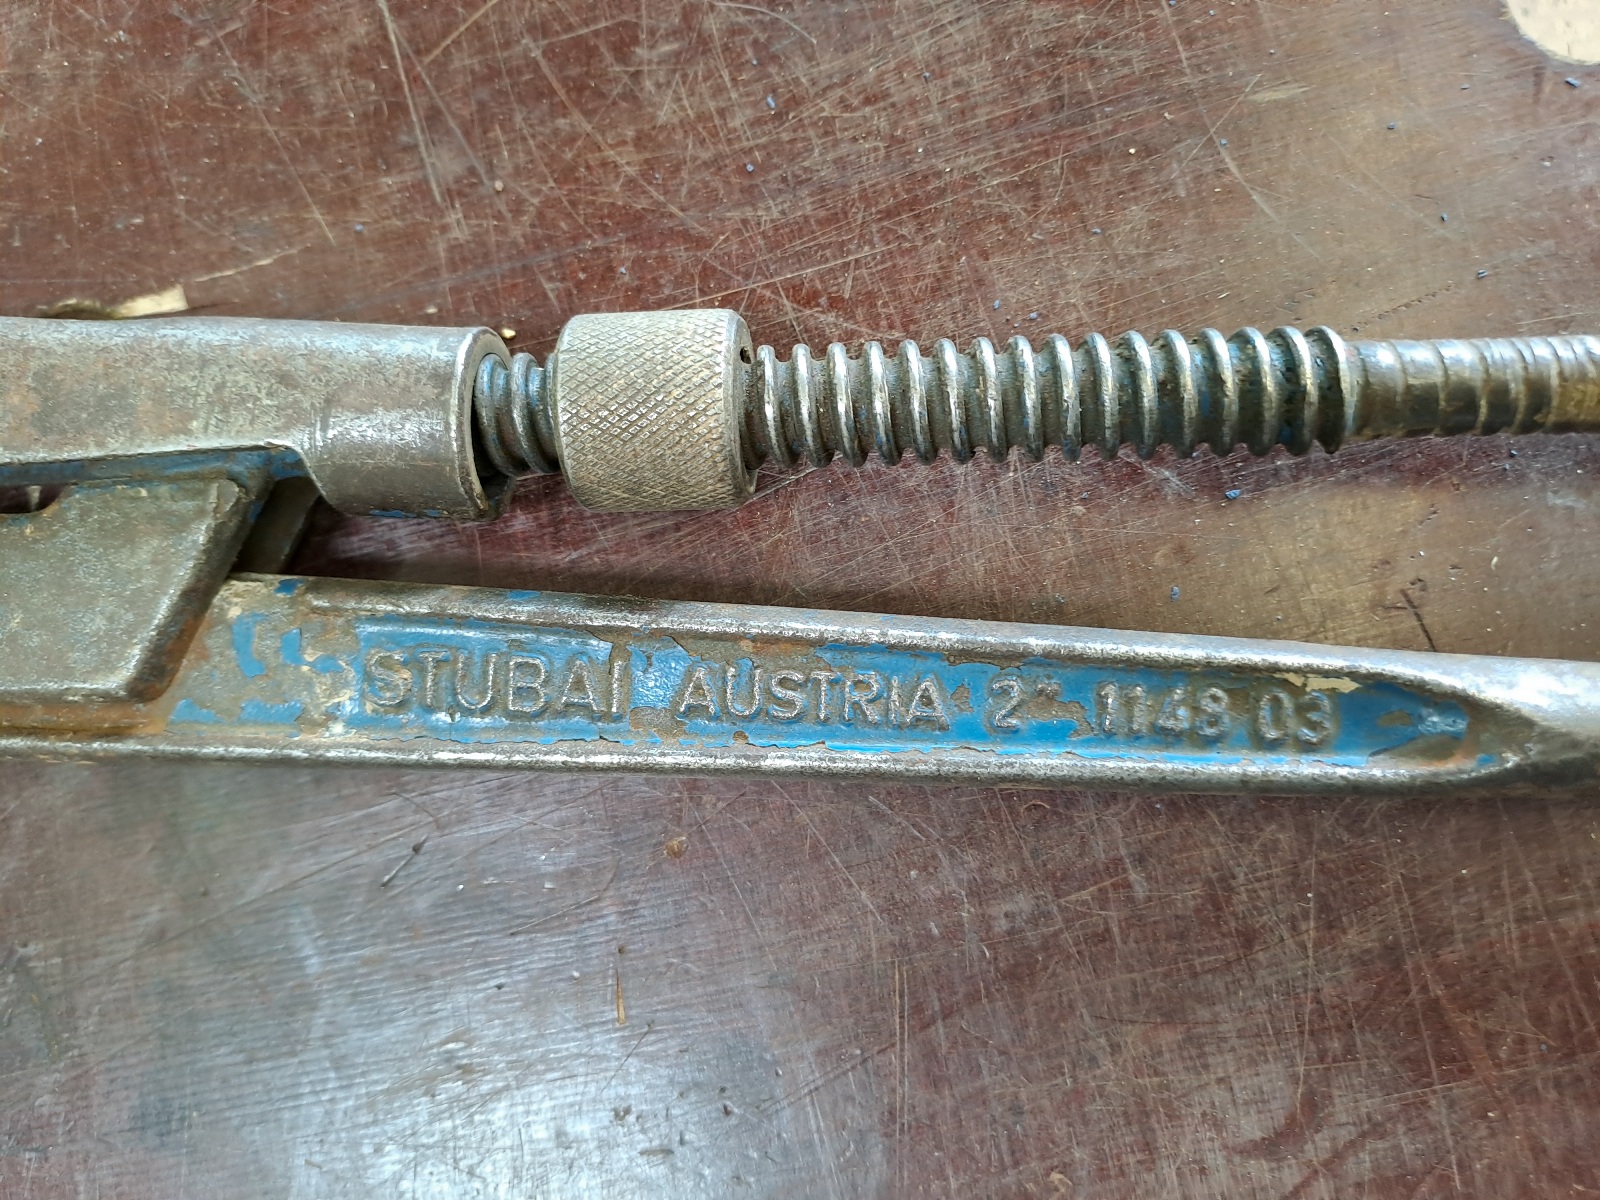 STUBAI AUSTRIA 2" 1148 03